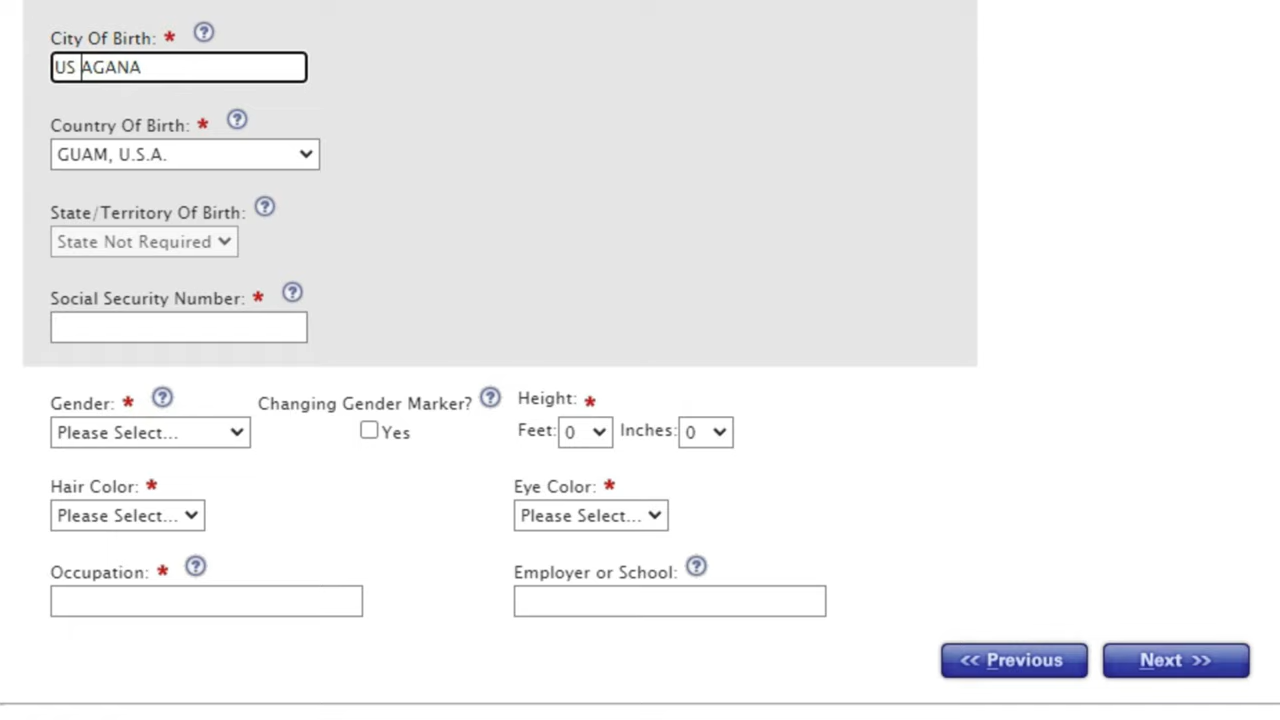 City Of Birth: * ?
US AGANA
Country Of Birth: * ?
GUAM, U.S.A.
State/Territory Of Birth: ?
State Not Required
Social Security Number: * ?
Gender: * ? Changing Gender Marker? ? Height: *
Please Select... Yes Feet: 0 Inches: 0
Hair Color: * Eye Color: *
Please Select... Please Select...
Occupation: * ? Employer or School: ?
<< Previous Next >>